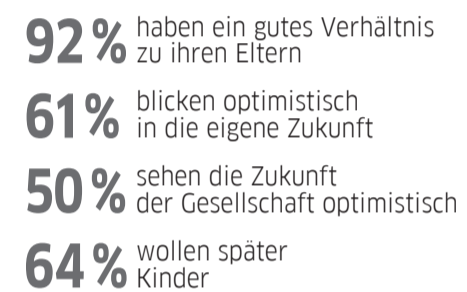 92 % haben ein gutes Verhältnis
zu ihren Eltern
61 % blicken optimistisch
in die eigene Zukunft
50 % sehen die Zukunft
der Gesellschaft optimistisch
64 % wollen später
Kinder